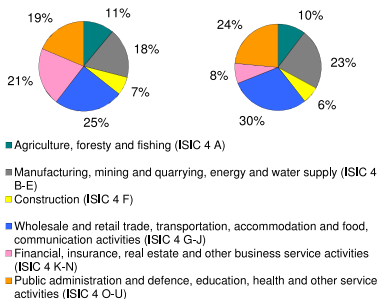 19%
11%
18%
7%
25%
21%
24%
10%
23%
6%
30%
8%
Agriculture, foresty and fishing (ISIC 4 A)
Manufacturing, mining and quarrying, energy and water supply (ISIC 4
B-E)
Construction (ISIC 4 F)
Wholesale and retail trade, transportation, accommodation and food,
communication activities (ISIC 4 G-J)
Financial, insurance, real estate and other business service activities
(ISIC 4 K-N)
Public administration and defence, education, health and other service
activities (ISIC 4 O-U)